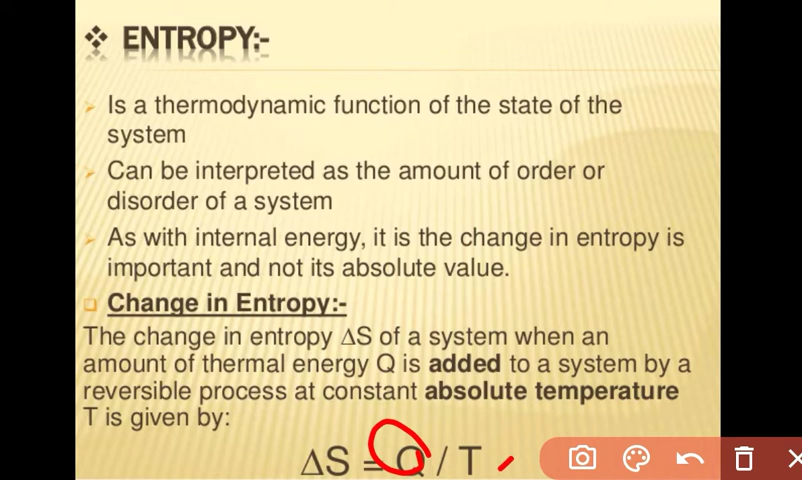 ❖ ENTROPY:-
➢ Is a thermodynamic function of the state of the
system
➢ Can be interpreted as the amount of order or
disorder of a system
➢ As with internal energy, it is the change in entropy is
important and not its absolute value.
❑ Change in Entropy:-
The change in entropy ∆S of a system when an
amount of thermal energy Q is added to a system by a
reversible process at constant absolute temperature
T is given by:
∆S = Q / T